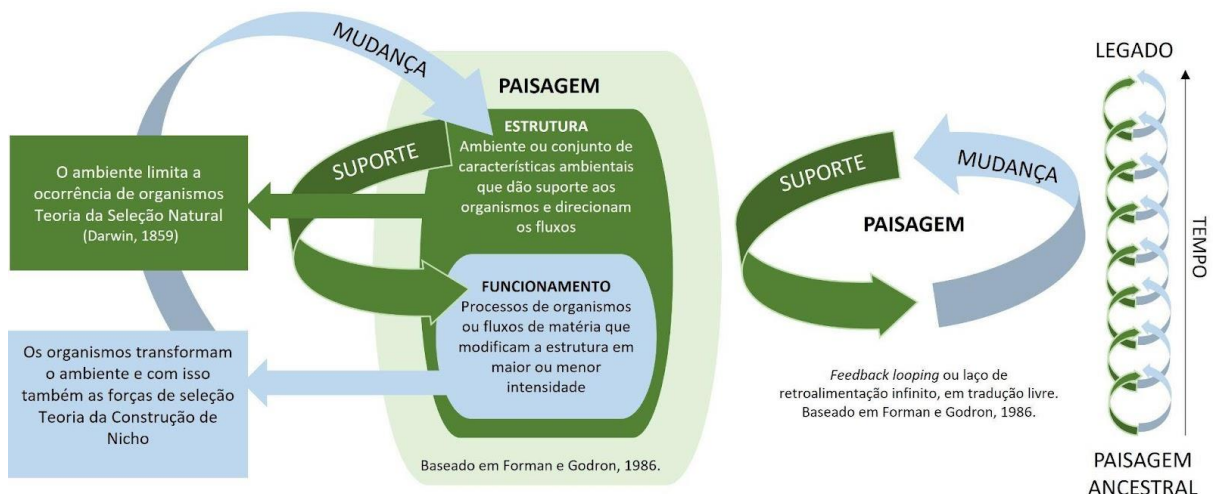 MUDANÇA
PAISAGEM
ESTRUTURA
Ambiente ou conjunto de
características ambientais
que dão suporte aos
organismos e direcionam
os fluxos
SUPORTE
O ambiente limita a
ocorrência de organismos
Teoria da Seleção Natural
(Darwin, 1859)
FUNCIONAMENTO
Processos de organismos
ou fluxos de matéria que
modificam a estrutura em
maior ou menor
intensidade
Os organismos transformam
o ambiente e com isso
também as forças de seleção
Teoria da Construção de
Nicho
Baseado em Forman e Godron, 1986.
SUPORTE
MUDANÇA
PAISAGEM
Feedback looping ou laço de
retroalimentação infinito, em tradução livre.
Baseado em Forman e Godron, 1986.
LEGADO
TEMPO
PAISAGEM
ANCESTRAL